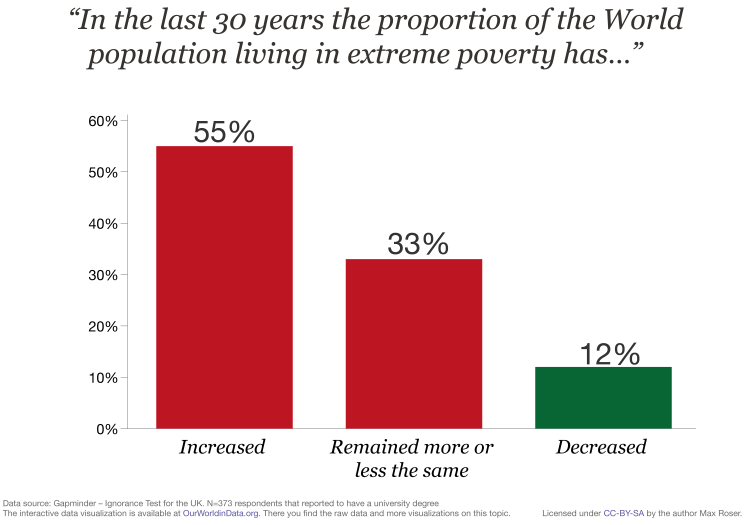 “In the last 30 years the proportion of the World
population living in extreme poverty has…”
60%
55%
50%
40%
33%
30%
20%
12%
10%
0%
Increased
Remained more or
less the same
Decreased
Data source: Gapminder – Ignorance Test for the UK. N=373 respondents that reported to have a university degree
The interactive data visualization is available at OurWorldinData.org. There you find the raw data and more visualizations on this topic.
Licensed under CC-BY-SA by the author Max Roser.